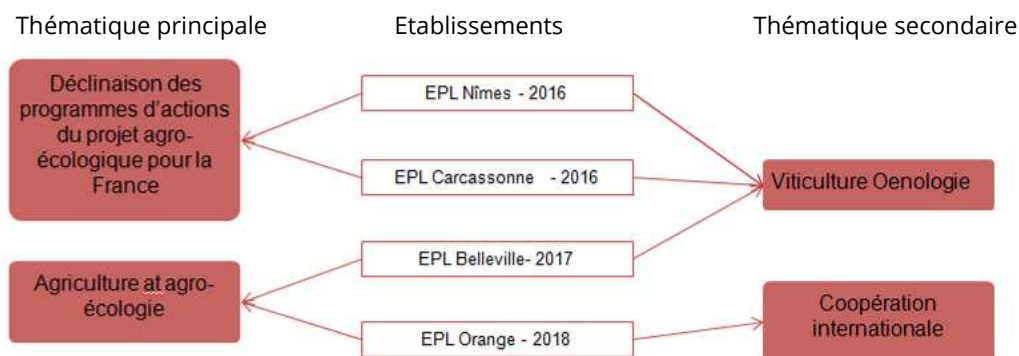 Thématique principale
Etablissements
Thématique secondaire
Déclinaison des
programmes d'actions
du projet agro-
écologique pour la
France
EPL Nîmes - 2016
EPL Carcassonne - 2016
Viticulture Oenologie
EPL Belleville- 2017
Agriculture at agro-
écologie
EPL Orange - 2018
Coopération
internationale